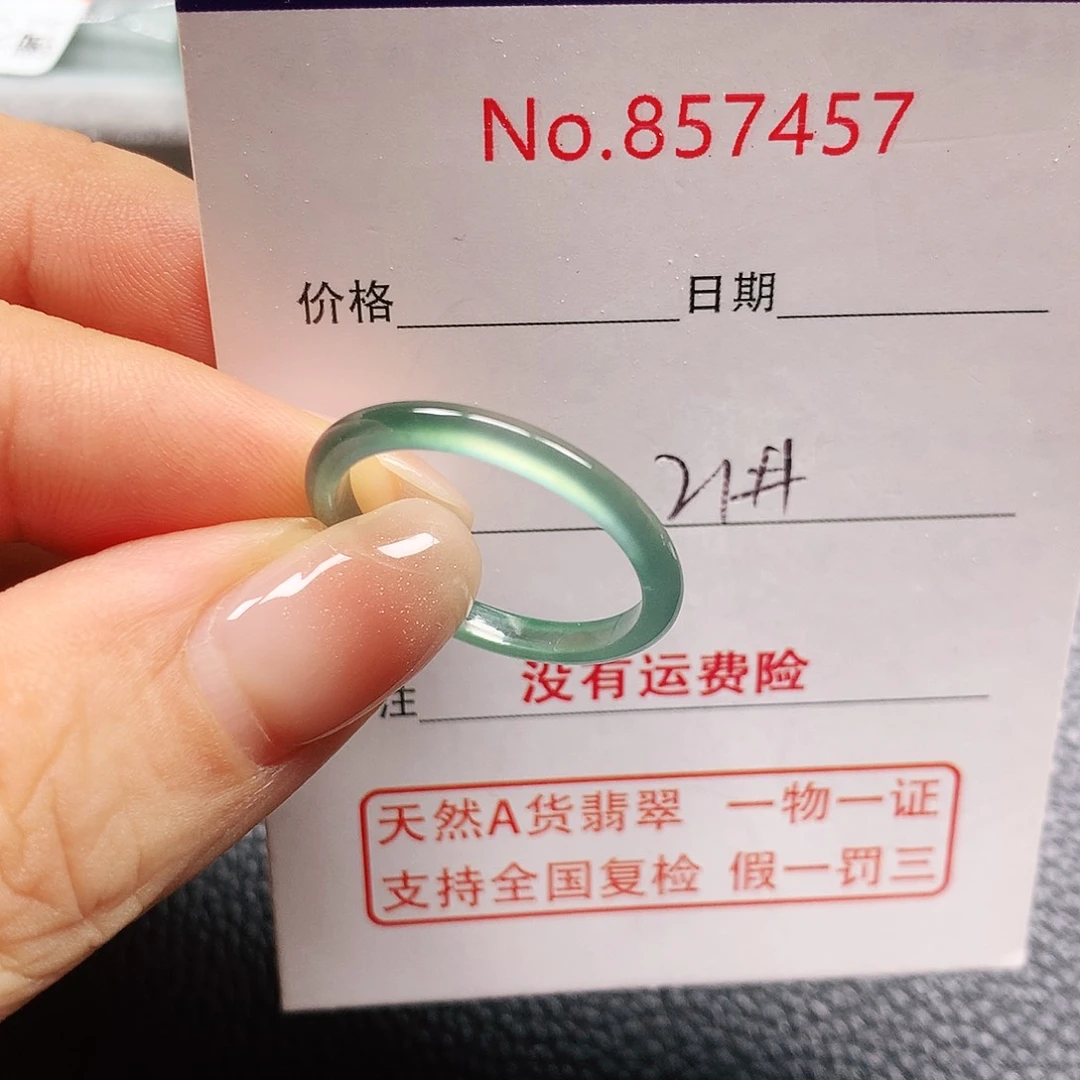 No.857457
价格 日期
21#
注 没有运费险
天然A货翡翠 一物一证
支持全国复检 假一罚三